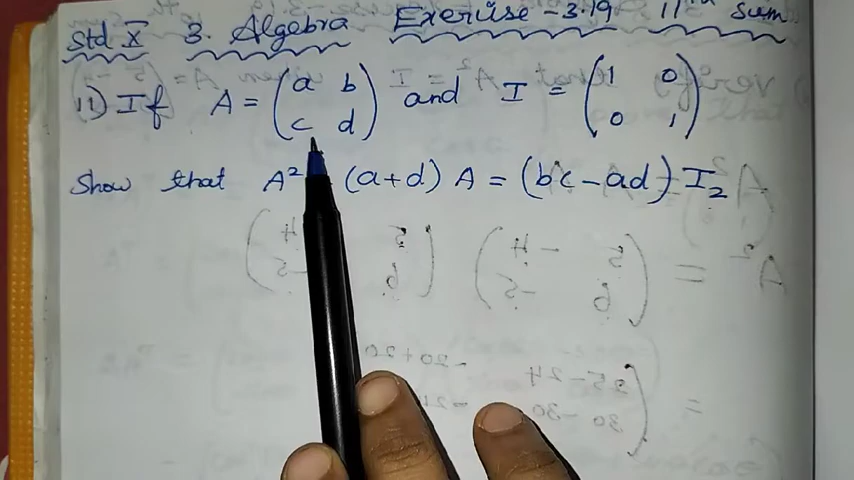 Std X 3. Algebra Exercise - 3.19 11th sum
11) If A = (a b c d) and I = (1 0 0 1)
Show that A² (a+d) A = (bc - ad) I₂